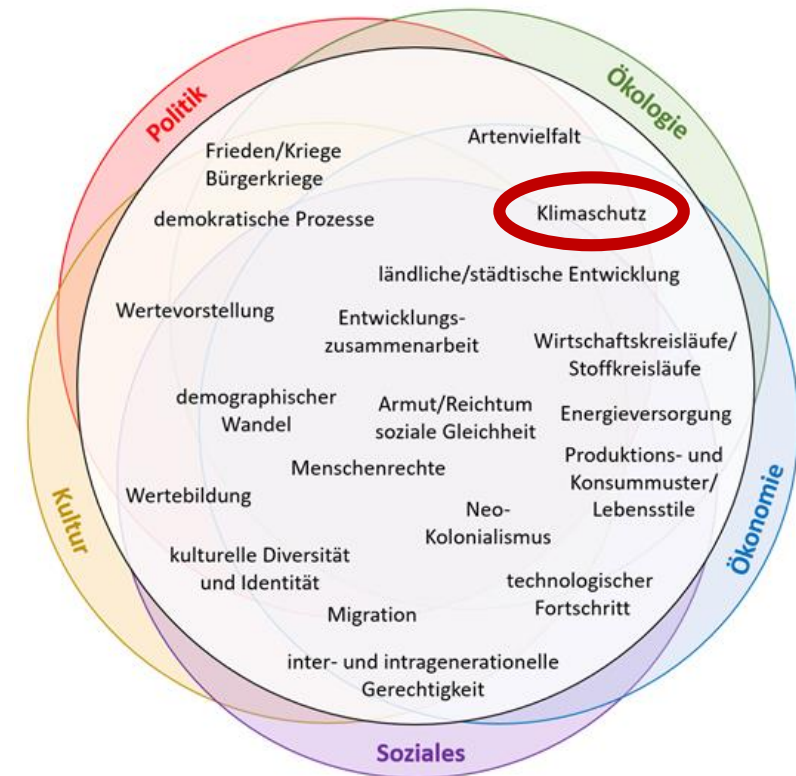 Politik
Ökologie
Artenvielfalt
Frieden/Kriege
Bürgerkriege
Klimaschutz
demokratische Prozesse
ländliche/städtische Entwicklung
Wertevorstellung
Entwicklungs-
zusammenarbeit
Wirtschaftskreisläufe/
Stoffkreisläufe
demographischer
Wandel
Armut/Reichtum
soziale Gleichheit
Energieversorgung
Menschenrechte
Produktions- und
Konsummuster/
Lebensstile
Wertebildung
Neo-
Kolonialismus
Kultur
Ökonomie
kulturelle Diversität
und Identität
technologischer
Fortschritt
Migration
inter- und intragenerationelle
Gerechtigkeit
Soziales